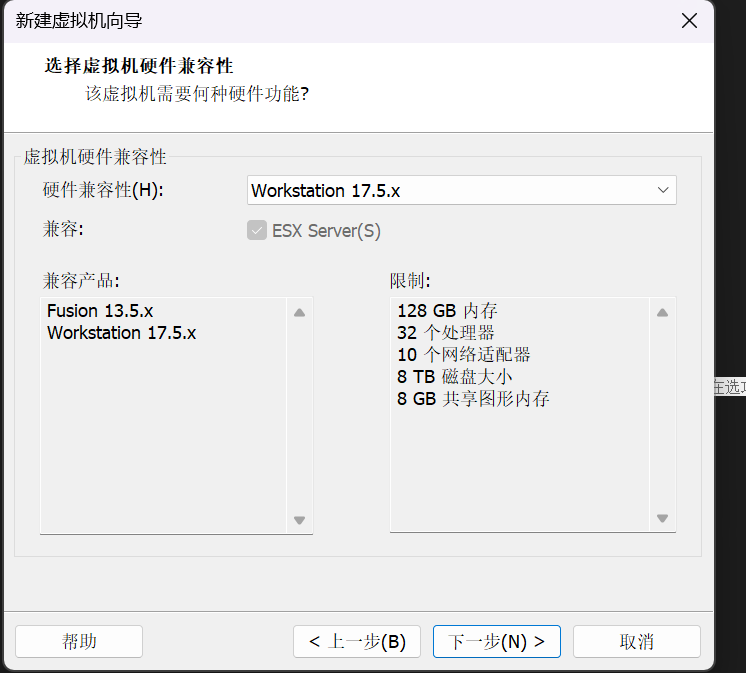 新建虚拟机向导
选择虚拟机硬件兼容性
该虚拟机需要何种硬件功能?
虚拟机硬件兼容性
硬件兼容性(H):
Workstation 17.5.x
兼容:
ESX Server(S)
兼容产品:
Fusion 13.5.x
Workstation 17.5.x
限制:
128 GB 内存
32 个处理器
10 个网络适配器
8 TB 磁盘大小
8 GB 共享图形内存
在选
帮助
< 上一步(B)
下一步(N) >
取消